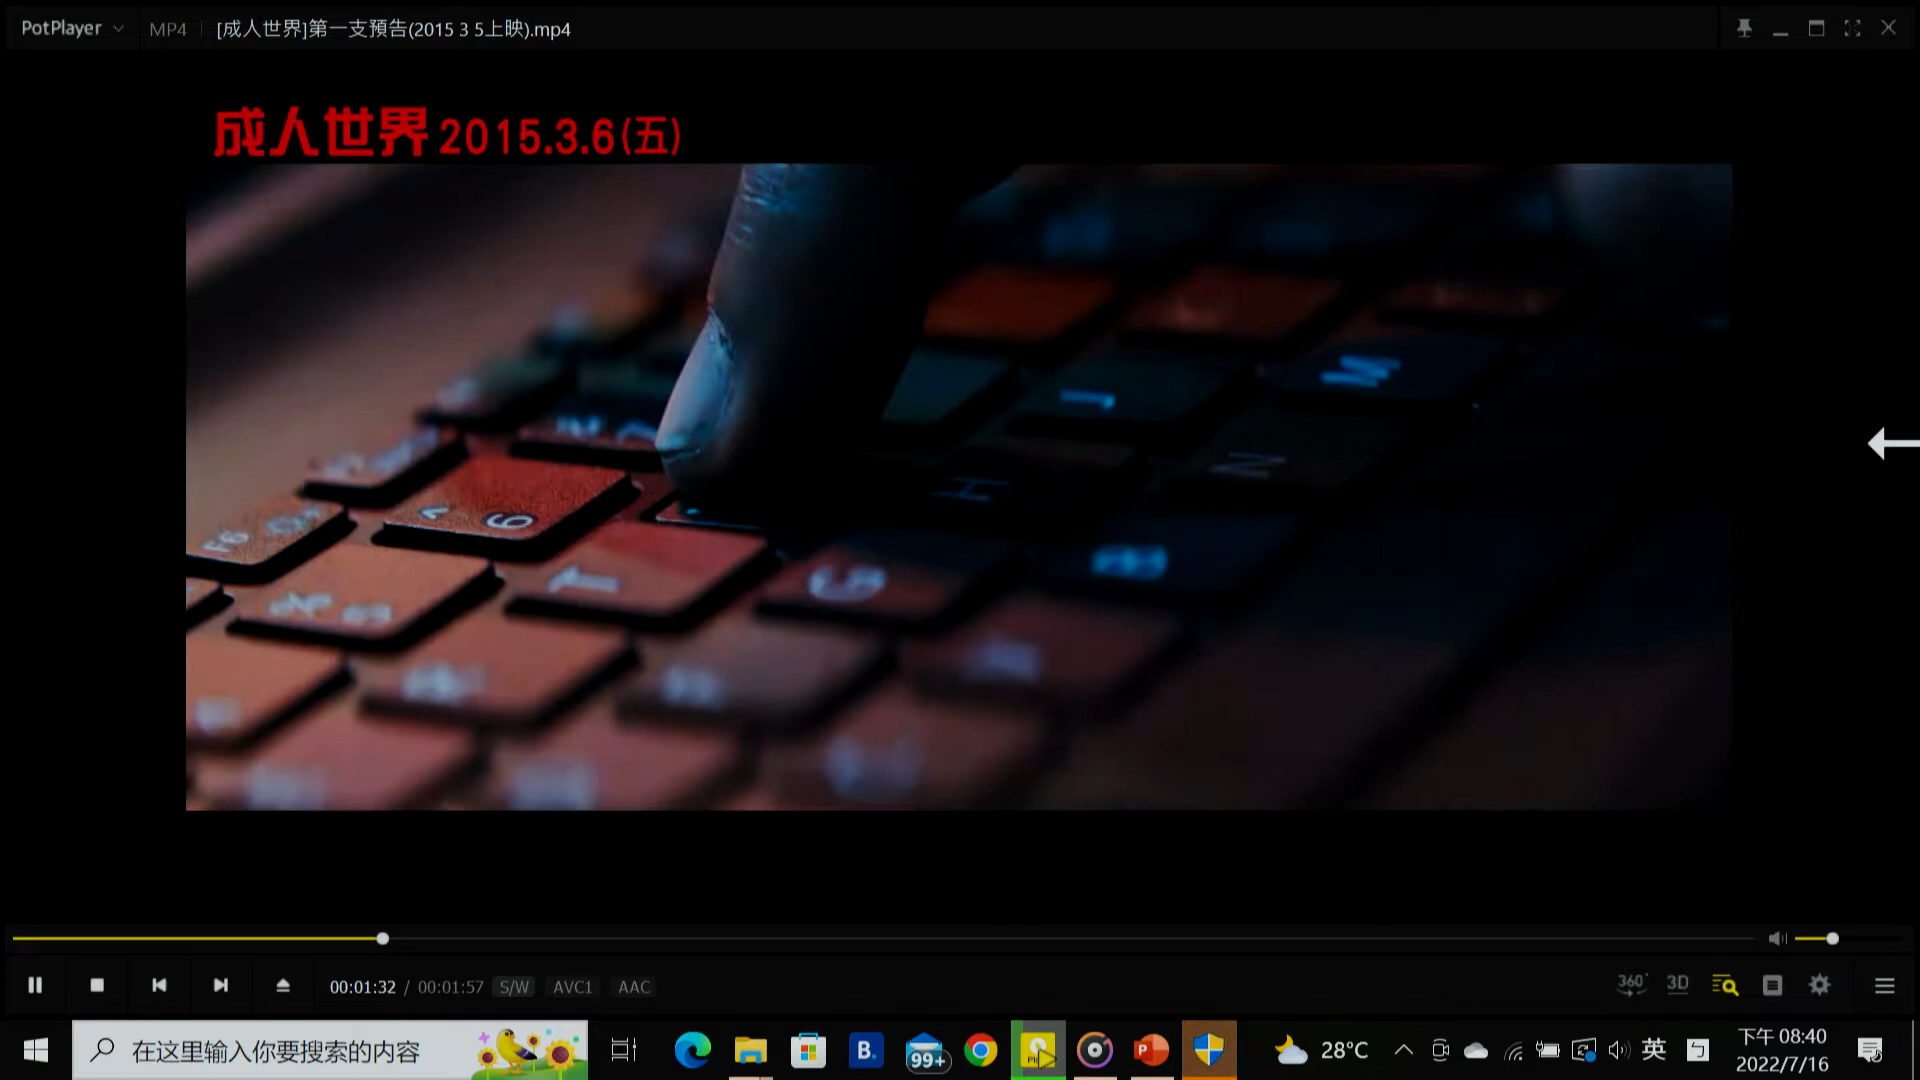 PotPlayer MP4 [成人世界]第一支預告(2015 3 5上映).mp4
成人世界 2015.3.6(五)
M
N
H
^ 6
F6
T
G
B
00:01:32 / 00:01:57 S/W AVC1 AAC
360° 3D
在这里输入你要搜索的内容
B.
99+
P
28°C
英
ㄅ
下午 08:40
2022/7/16